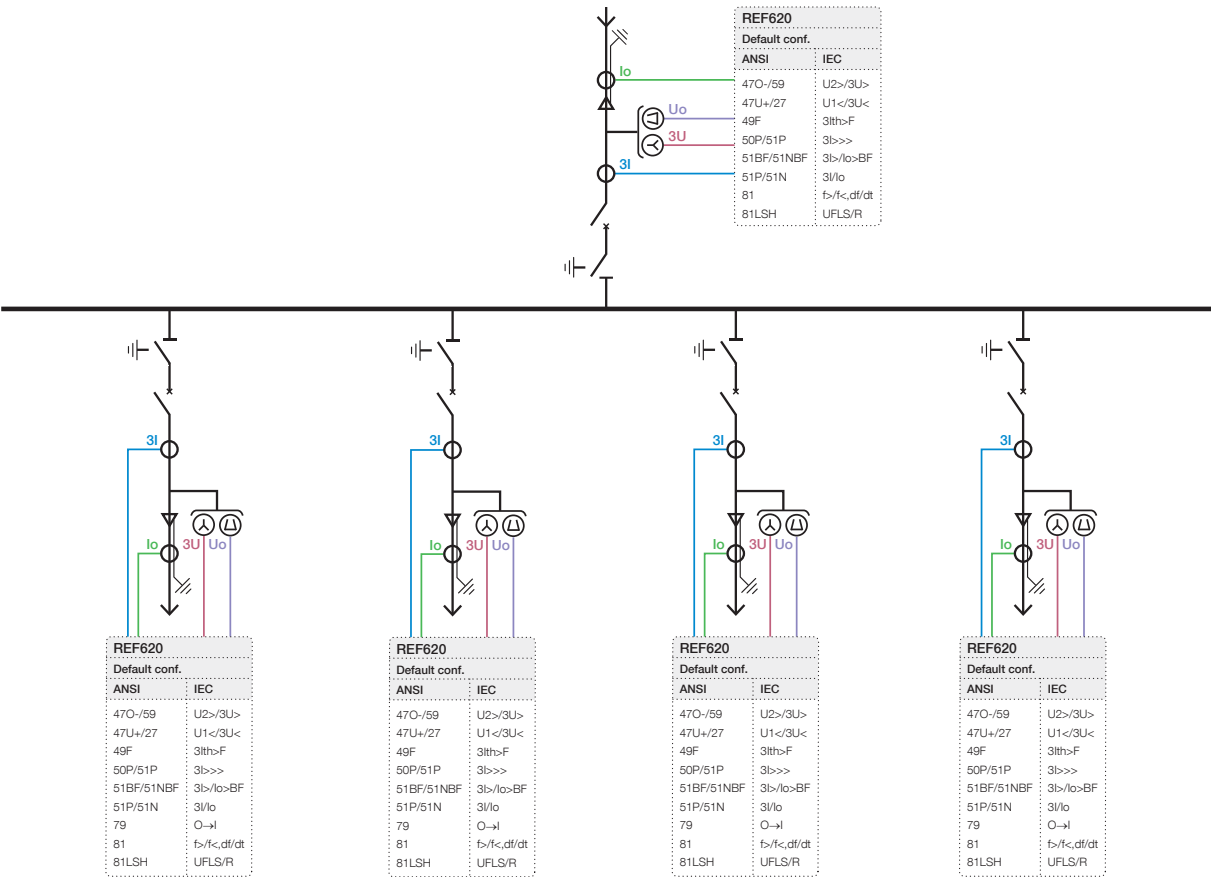 REF620
Default conf.
ANSI IEC
47O-/59 U2>/3U>
47U+/27 U1</3U<
49F 3Ith>F
50P/51P 3I>>>
51BF/51NBF 3I>/Io>BF
51P/51N 3I/Io
81 f>/f<,df/dt
81LSH UFLS/R
Io
Uo
3U
3I
3I
Io 3U Uo
REF620
Default conf.
ANSI IEC
47O-/59 U2>/3U>
47U+/27 U1</3U<
49F 3Ith>F
50P/51P 3I>>>
51BF/51NBF 3I>/Io>BF
51P/51N 3I/Io
79 O→I
81 f>/f<,df/dt
81LSH UFLS/R
3I
Io 3U Uo
REF620
Default conf.
ANSI IEC
47O-/59 U2>/3U>
47U+/27 U1</3U<
49F 3Ith>F
50P/51P 3I>>>
51BF/51NBF 3I>/Io>BF
51P/51N 3I/Io
79 O→I
81 f>/f<,df/dt
81LSH UFLS/R
3I
Io 3U Uo
REF620
Default conf.
ANSI IEC
47O-/59 U2>/3U>
47U+/27 U1</3U<
49F 3Ith>F
50P/51P 3I>>>
51BF/51NBF 3I>/Io>BF
51P/51N 3I/Io
79 O→I
81 f>/f<,df/dt
81LSH UFLS/R
3I
Io 3U Uo
REF620
Default conf.
ANSI IEC
47O-/59 U2>/3U>
47U+/27 U1</3U<
49F 3Ith>F
50P/51P 3I>>>
51BF/51NBF 3I>/Io>BF
51P/51N 3I/Io
79 O→I
81 f>/f<,df/dt
81LSH UFLS/R